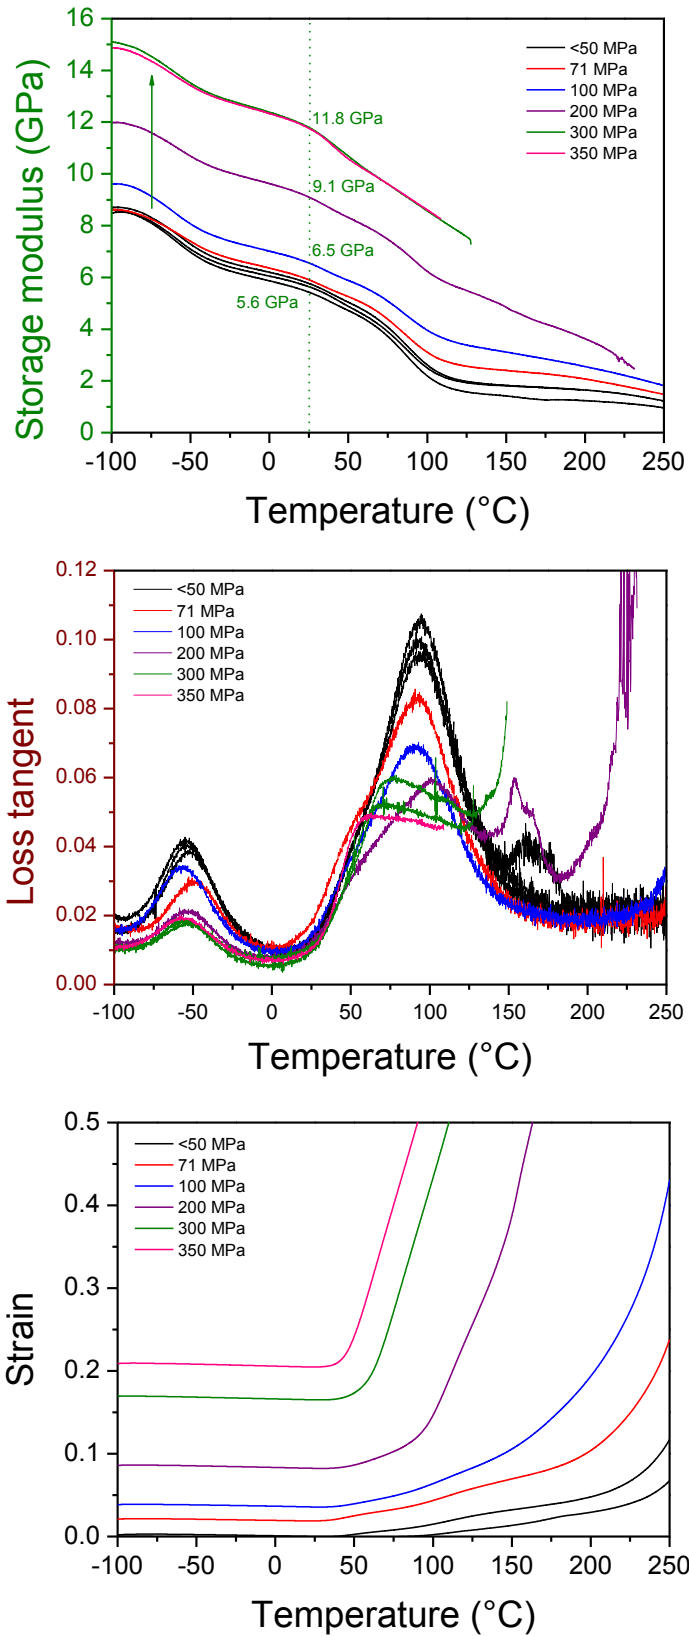 Storage modulus (GPa)
16
14
12
10
8
6
4
2
0
<50 MPa
71 MPa
100 MPa
200 MPa
300 MPa
350 MPa
11.8 GPa
9.1 GPa
6.5 GPa
5.6 GPa
-100 -50 0 50 100 150 200 250
Temperature (°C)
Loss tangent
0.12
0.10
0.08
0.06
0.04
0.02
0.00
<50 MPa
71 MPa
100 MPa
200 MPa
300 MPa
350 MPa
-100 -50 0 50 100 150 200 250
Temperature (°C)
Strain
0.5
0.4
0.3
0.2
0.1
0.0
<50 MPa
71 MPa
100 MPa
200 MPa
300 MPa
350 MPa
-100 -50 0 50 100 150 200 250
Temperature (°C)